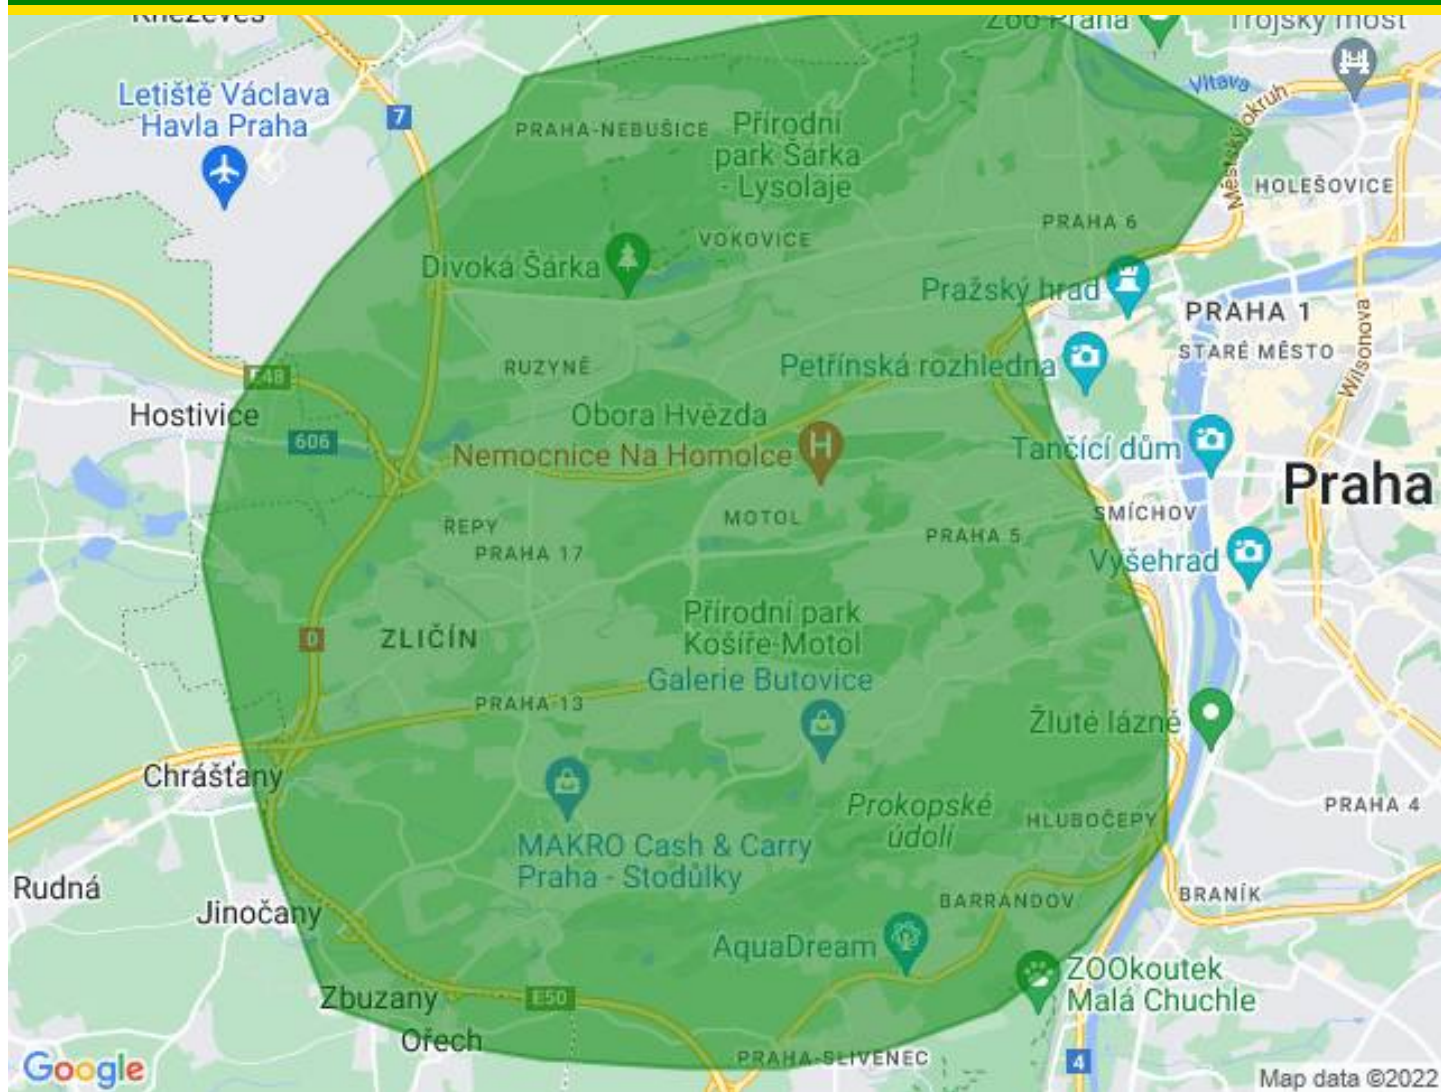 Kněževes
Zoo Praha
Trojský most
Letiště Václava
Havla Praha
7
Vltava
Městský okruh
PRAHA-NEBUŠICE
Přírodní
park Šárka
- Lysolaje
HOLEŠOVICE
PRAHA 6
VOKOVICE
Divoká Šárka
Pražský hrad
PRAHA 1
STARÉ MĚSTO
Wilsonova
RUZYNĚ
Petřínská rozhledna
E48
Hostivice
606
Obora Hvězda
Nemocnice Na Homolce
H
Tančící dům
Praha
ŘEPY
PRAHA 17
MOTOL
PRAHA 5
SMÍCHOV
Vyšehrad
0
ZLIČÍN
Přírodní park
Košíře-Motol
Galerie Butovice
PRAHA-13
Žluté lázně
Chrášťany
Prokopské
údolí
HLUBOČEPY
PRAHA 4
MAKRO Cash & Carry
Praha - Stodůlky
Rudná
Jinočany
BARRANDOV
BRANÍK
AquaDream
ZOOkoutek
Malá Chuchle
Zbuzany
E50
Ořech
PRAHA-SLIVENEC
4
Google
Map data ©2022